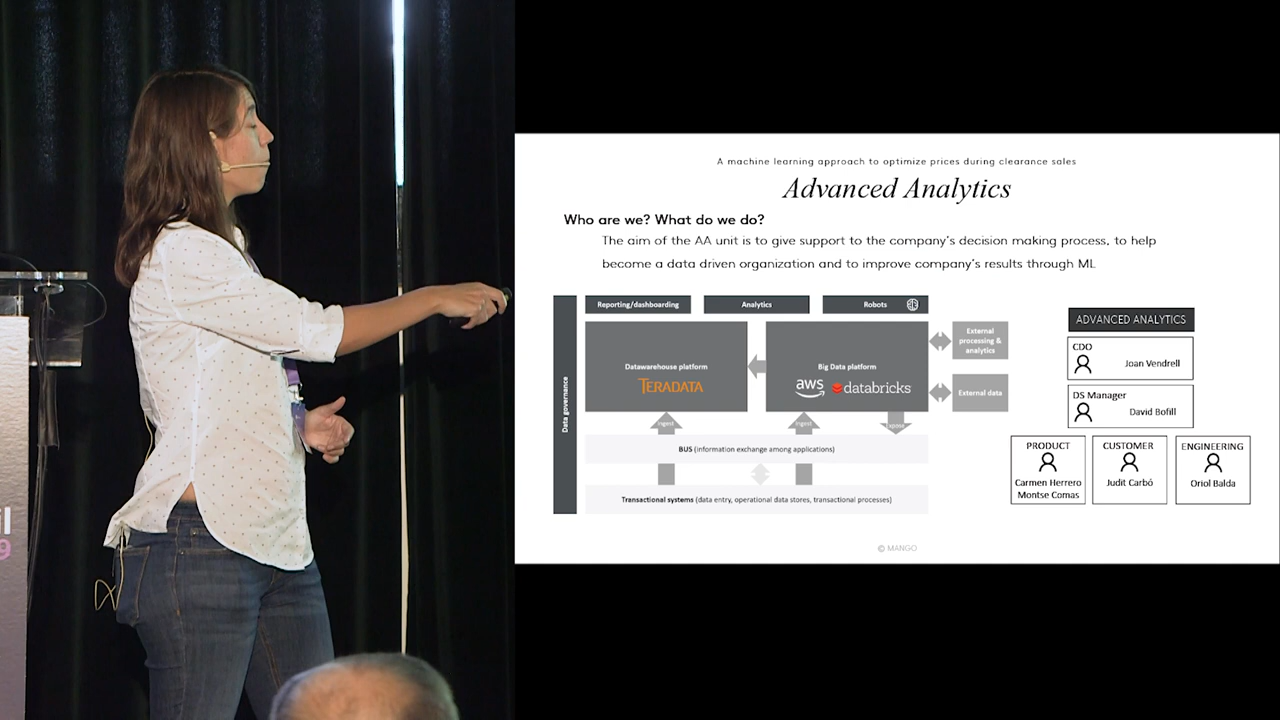 A machine learning approach to optimize prices during clearance sales
Advanced Analytics
Who are we? What do we do?
The aim of the AA unit is to give support to the company's decision making process, to help
become a data driven organization and to improve company's results through ML
Data governance
Reporting/dashboarding
Analytics
Robots
Datawarehouse platform
TERADATA
Big Data platform
aws
databricks
External
processing &
analytics
External data
ingest
ingest
expose
BUS (information exchange among applications)
Transactional systems (data entry, operational data stores, transactional processes)
ADVANCED ANALYTICS
CDO
Joan Vendrell
DS Manager
David Bofill
PRODUCT
Carmen Herrero
Montse Comas
CUSTOMER
Judit Carbó
ENGINEERING
Oriol Balda
© MANGO
9